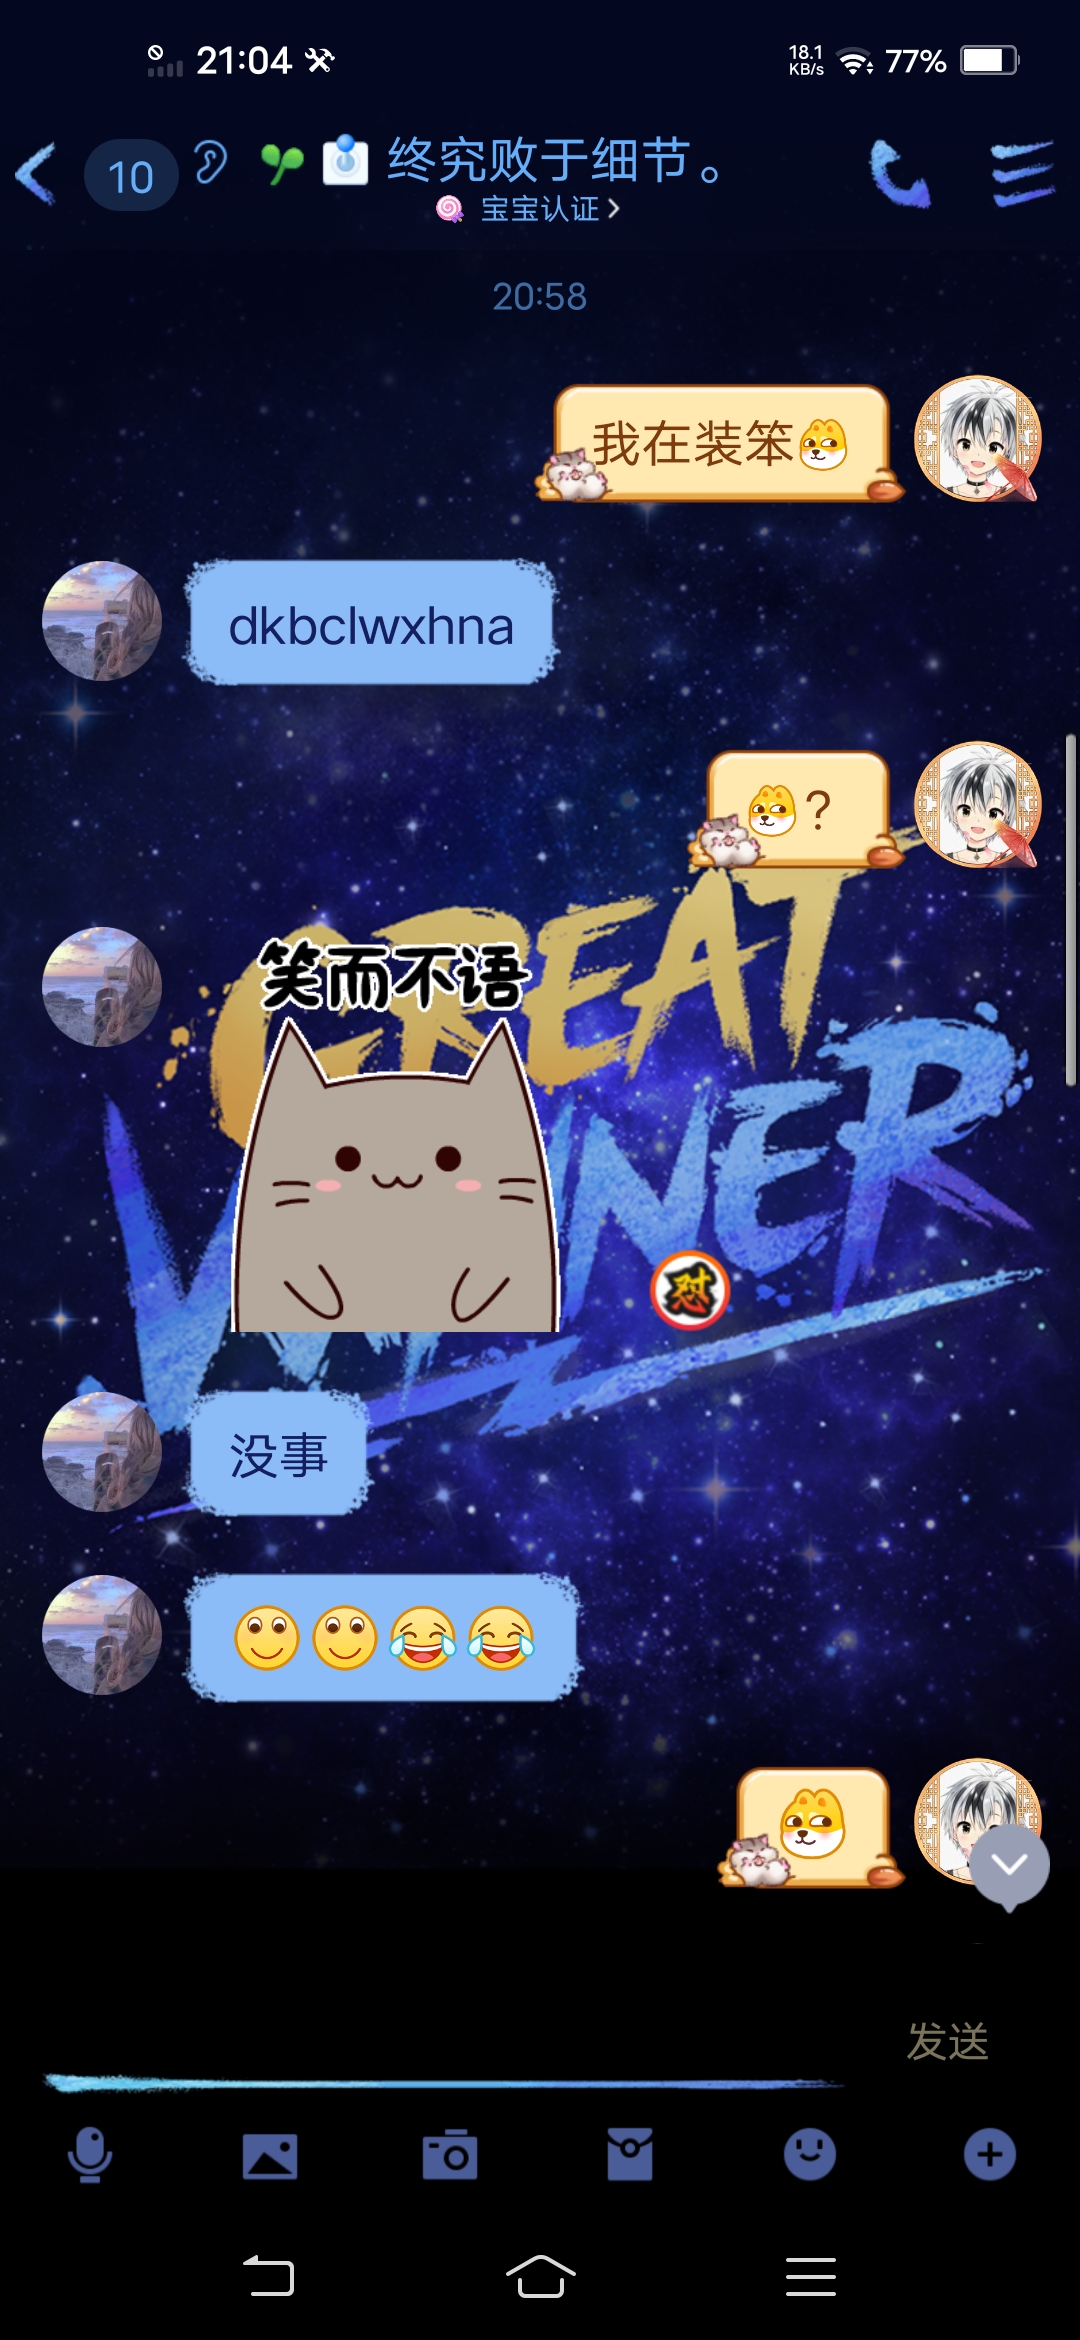 21:04
18.1
KB/s
77%
10
终究败于细节。
宝宝认证
20:58
我在装笨
dkbclwxhna
?
GREAT
WINNER
笑而不语
怼
没事
发送